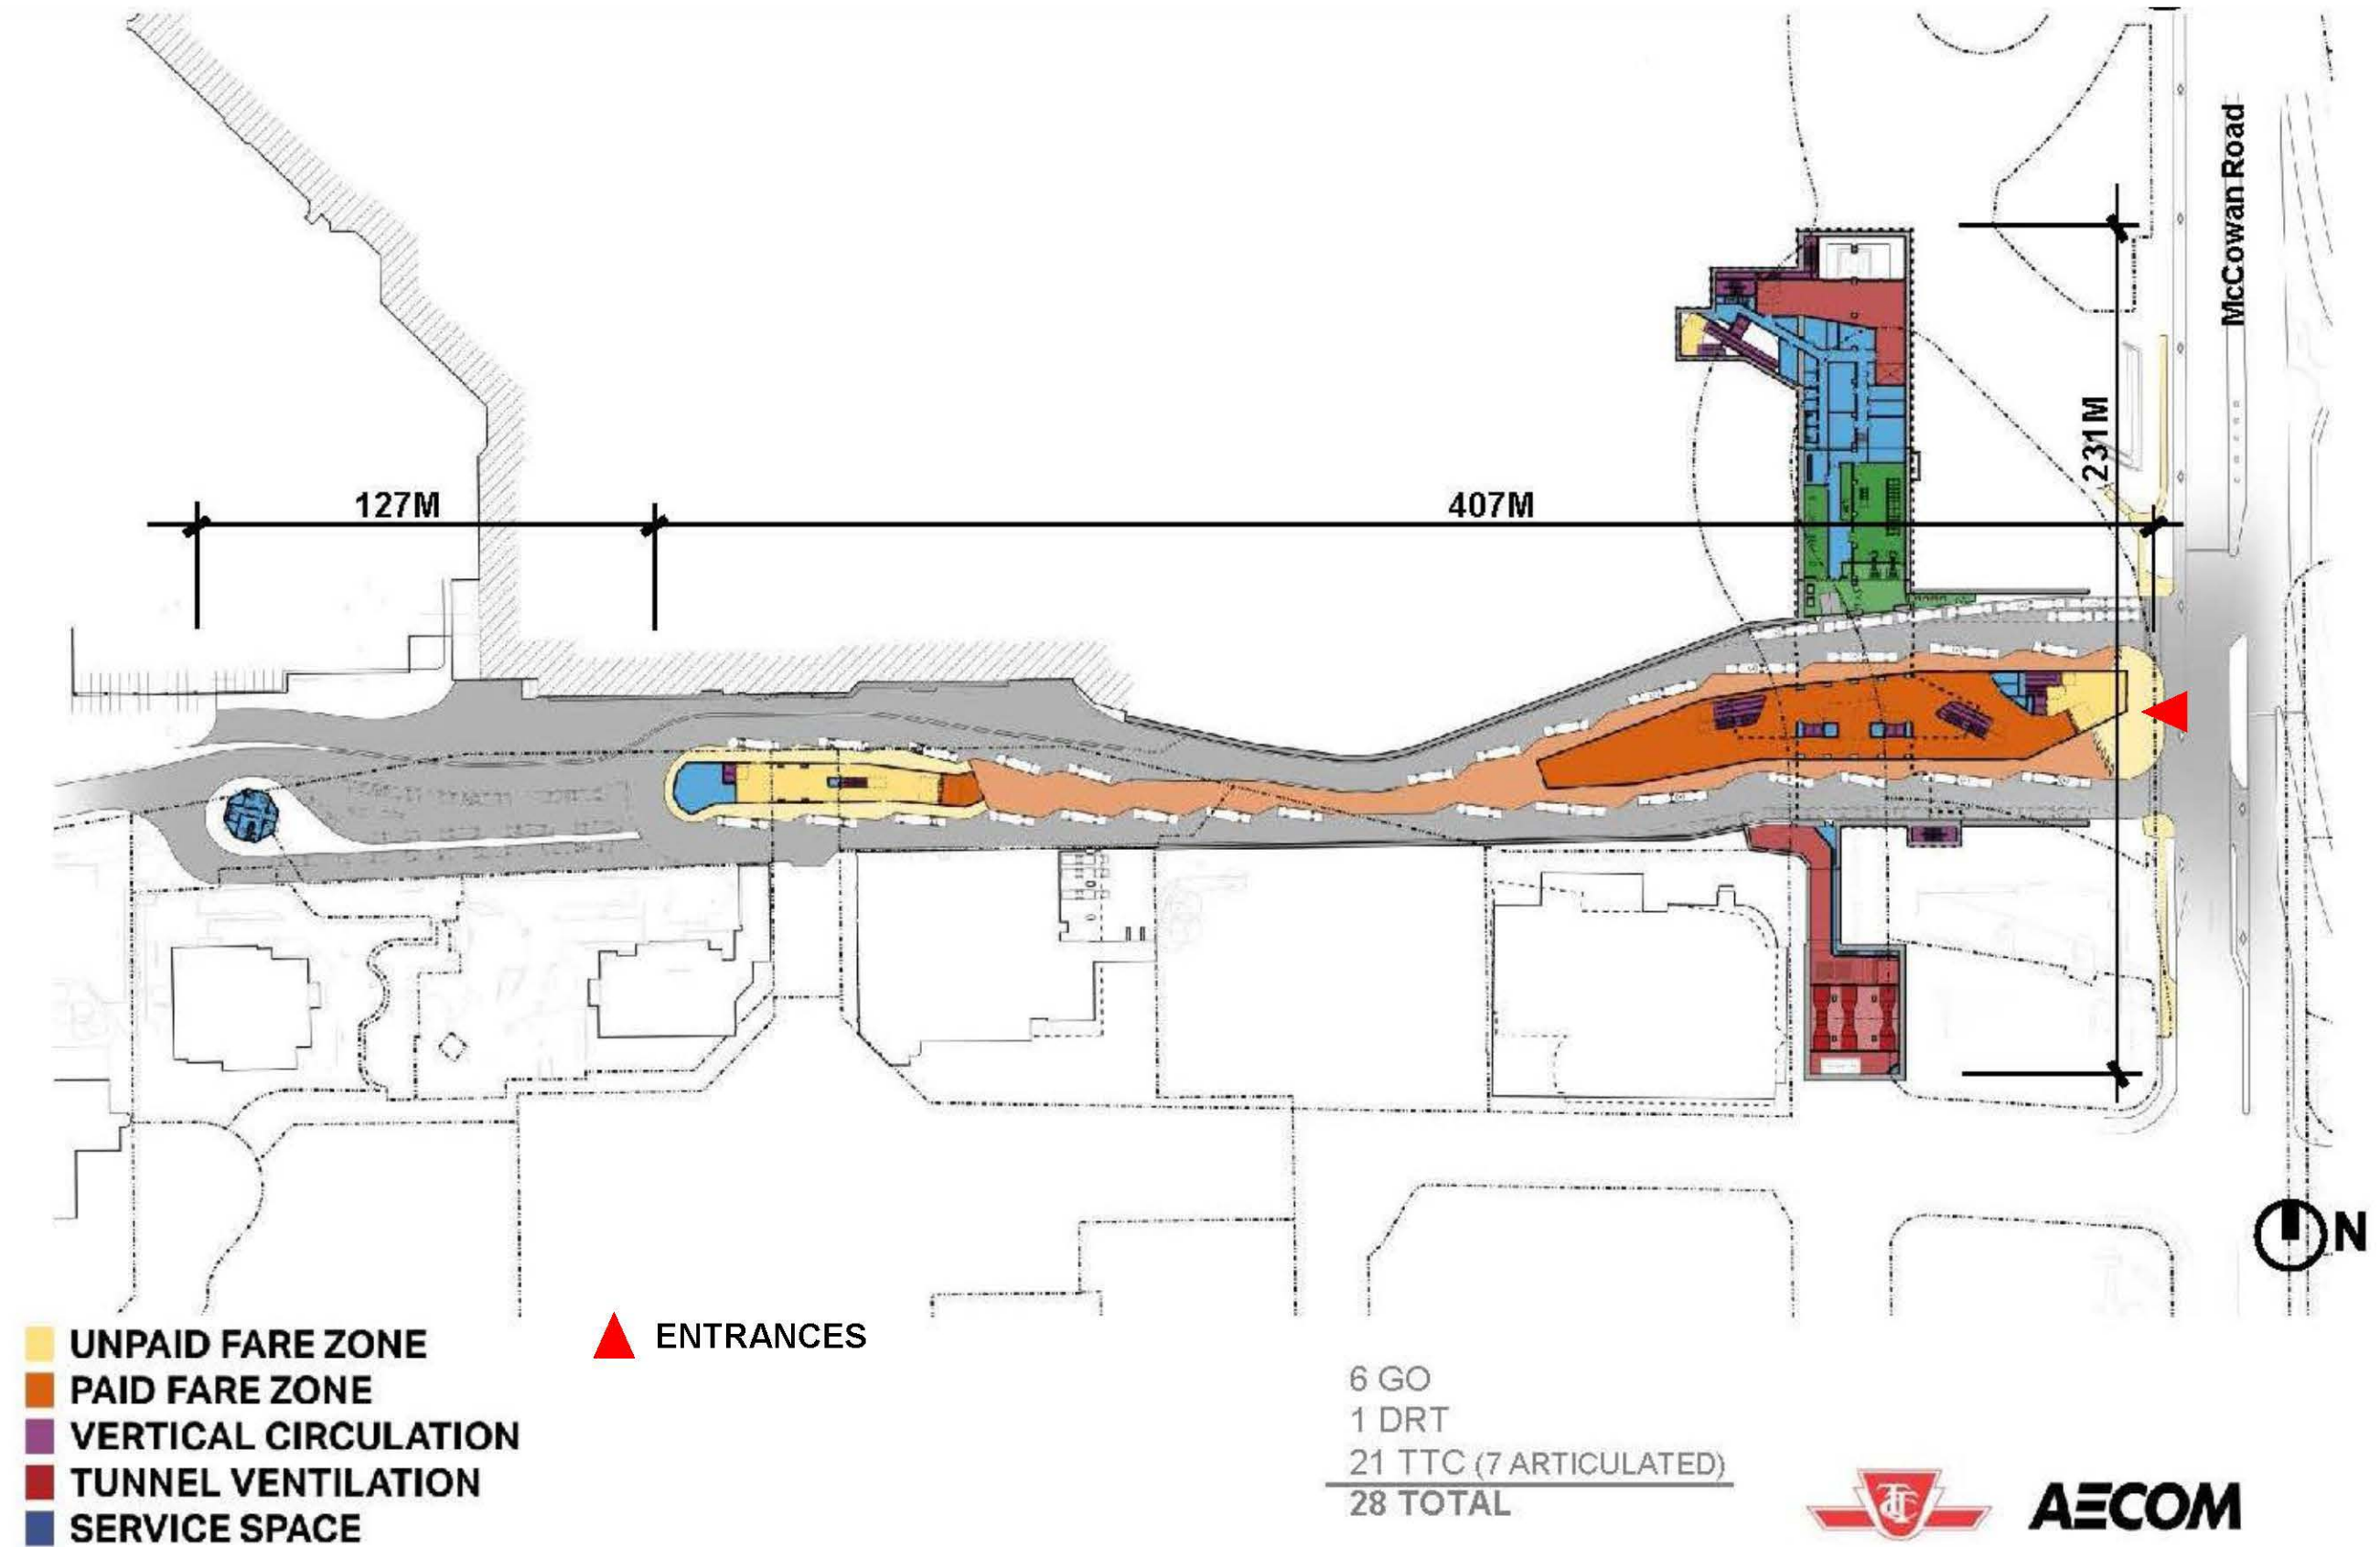 McCowan Road
231M
127M
407M
N
UNPAID FARE ZONE
PAID FARE ZONE
VERTICAL CIRCULATION
TUNNEL VENTILATION
SERVICE SPACE
ENTRANCES
6 GO
1 DRT
21 TTC (7 ARTICULATED)
28 TOTAL
TTC
AECOM